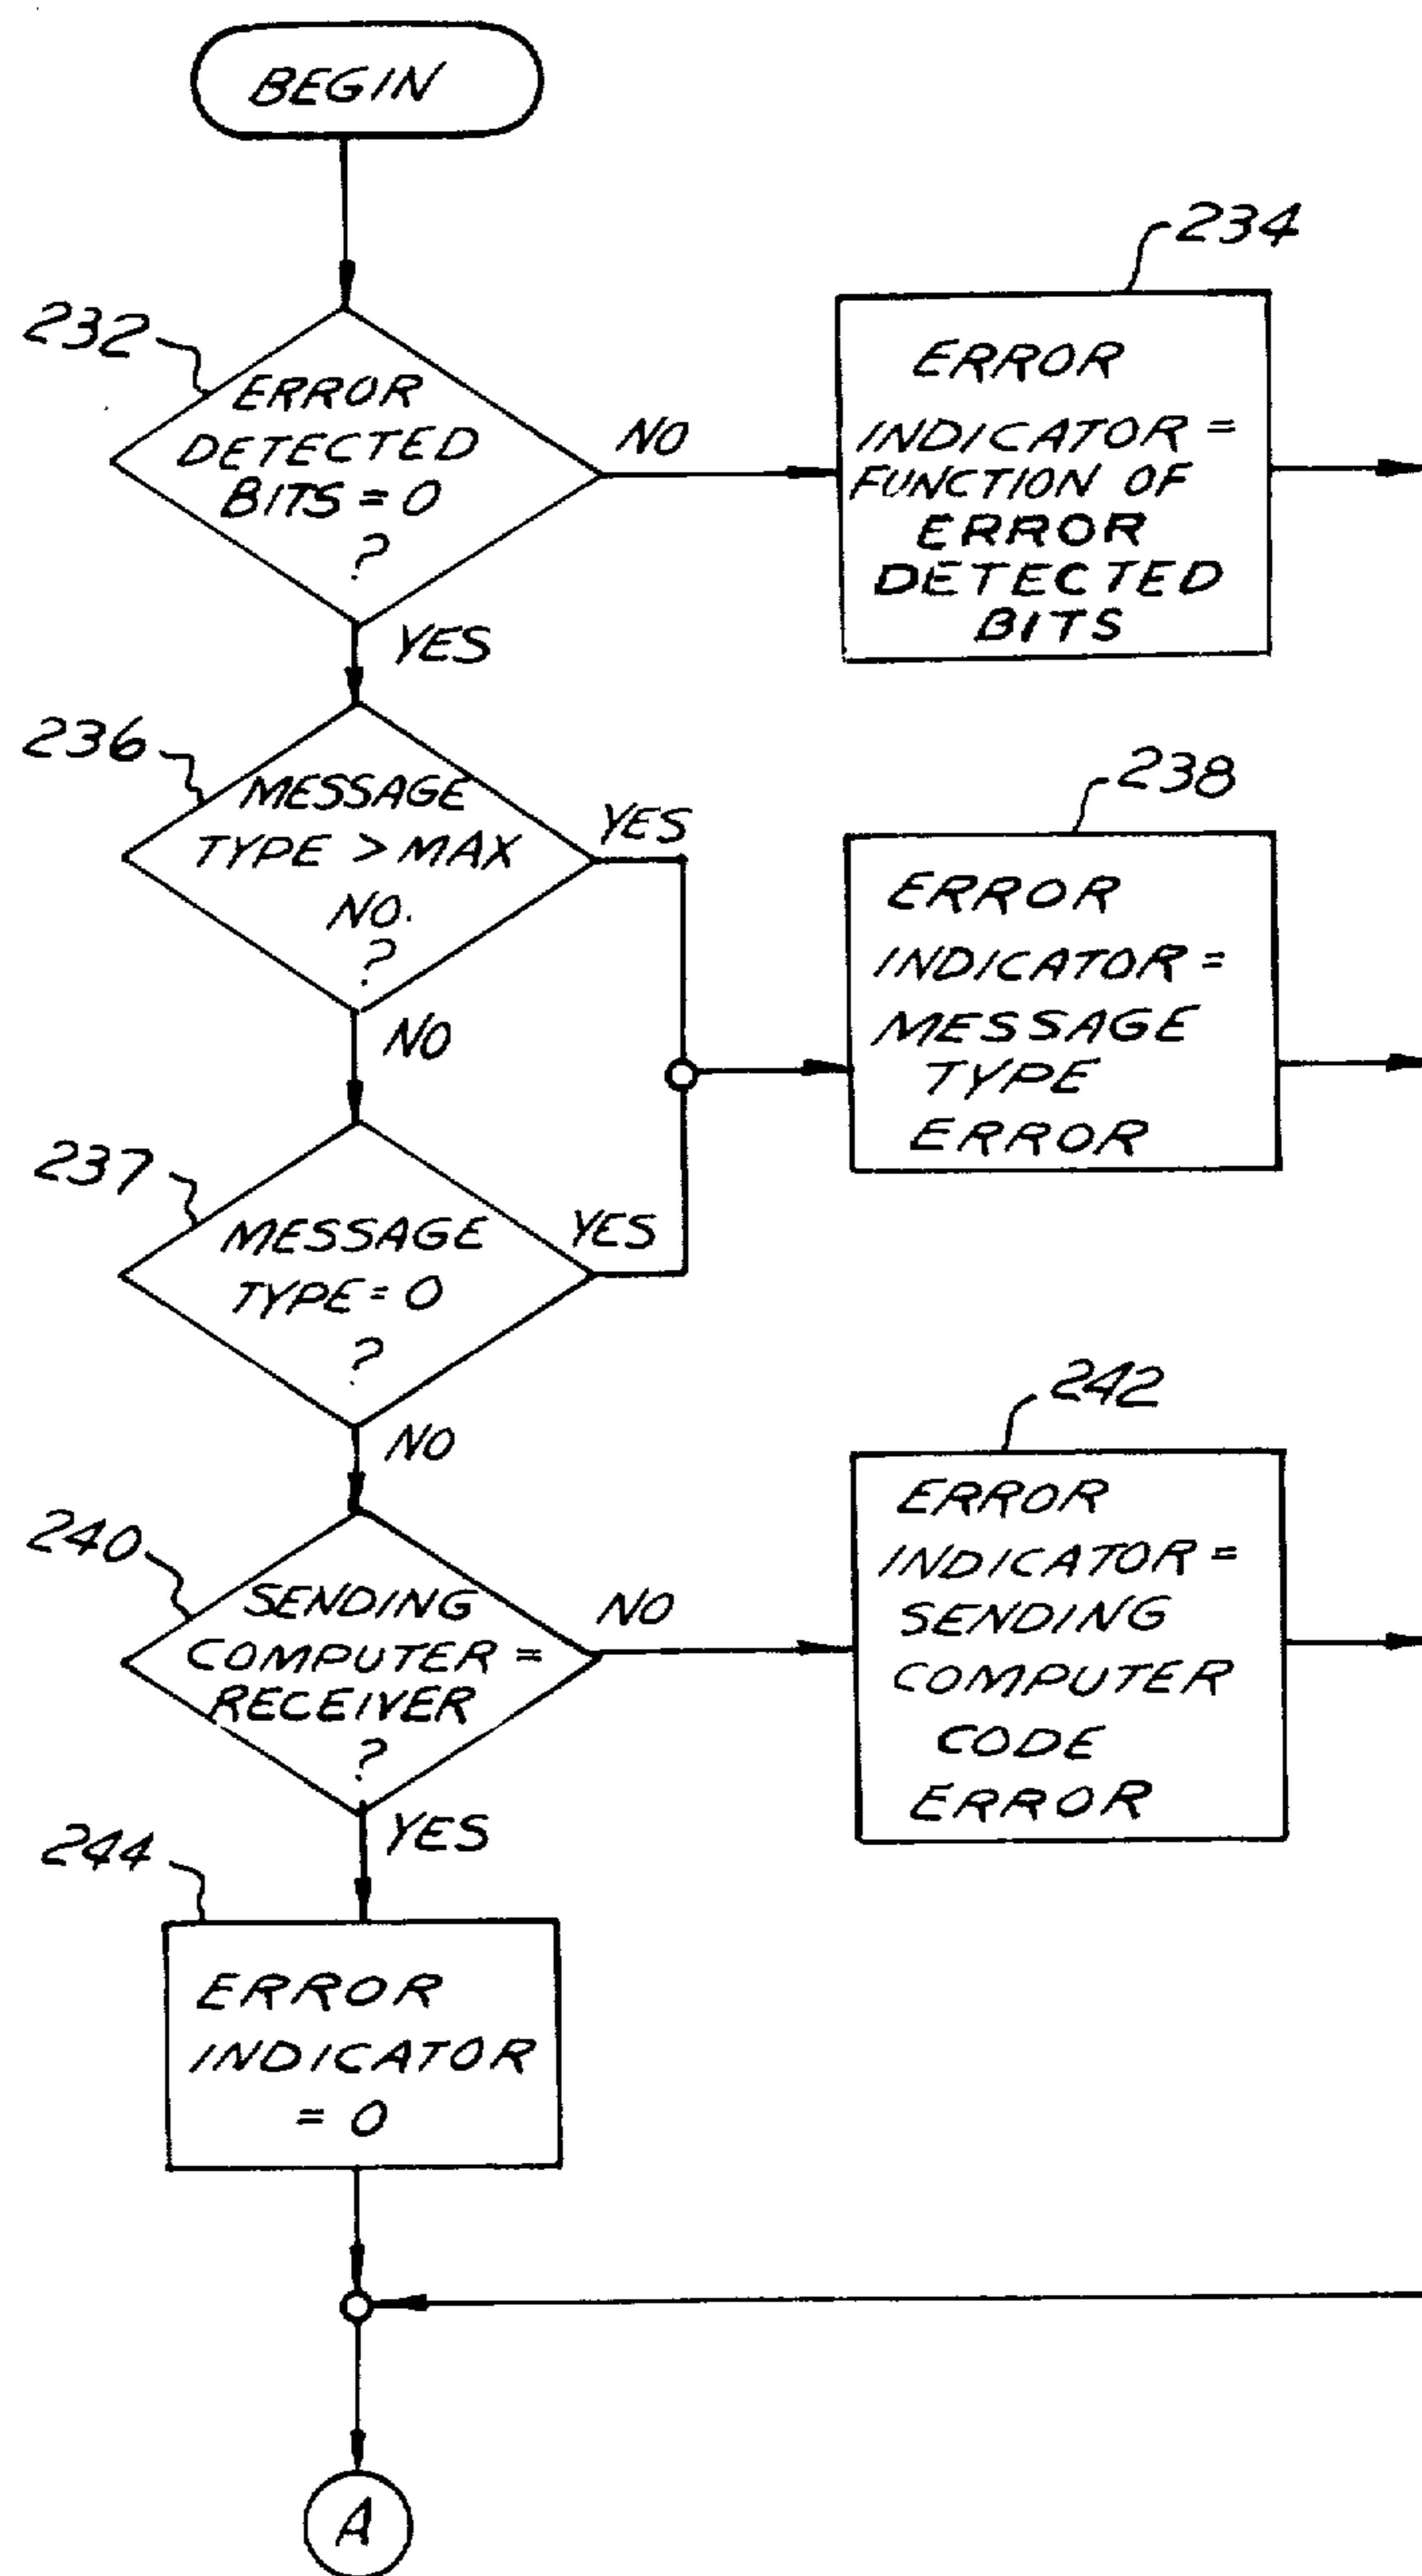 BEGIN
232
ERROR
DETECTED
BITS = 0
?
NO
234
ERROR
INDICATOR =
FUNCTION OF
ERROR
DETECTED
BITS
YES
236
MESSAGE
TYPE > MAX
NO.
?
YES
238
ERROR
INDICATOR =
MESSAGE
TYPE
ERROR
NO
237
MESSAGE
TYPE = 0
?
YES
NO
240
SENDING
COMPUTER =
RECEIVER
?
NO
242
ERROR
INDICATOR =
SENDING
COMPUTER
CODE
ERROR
YES
244
ERROR
INDICATOR
= 0
A